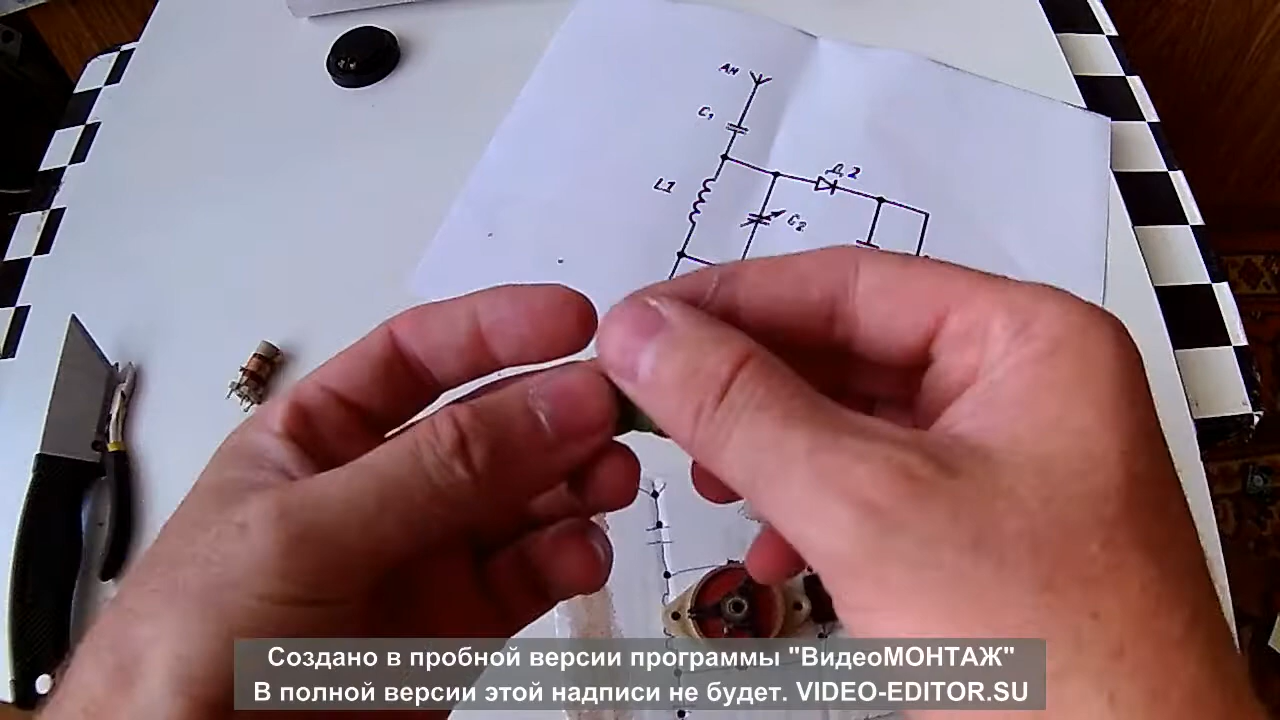 Ан
C1
L1
Д2
C2
Создано в пробной версии программы "ВидеоМОНТАЖ"
В полной версии этой надписи не будет. VIDEO-EDITOR.SU